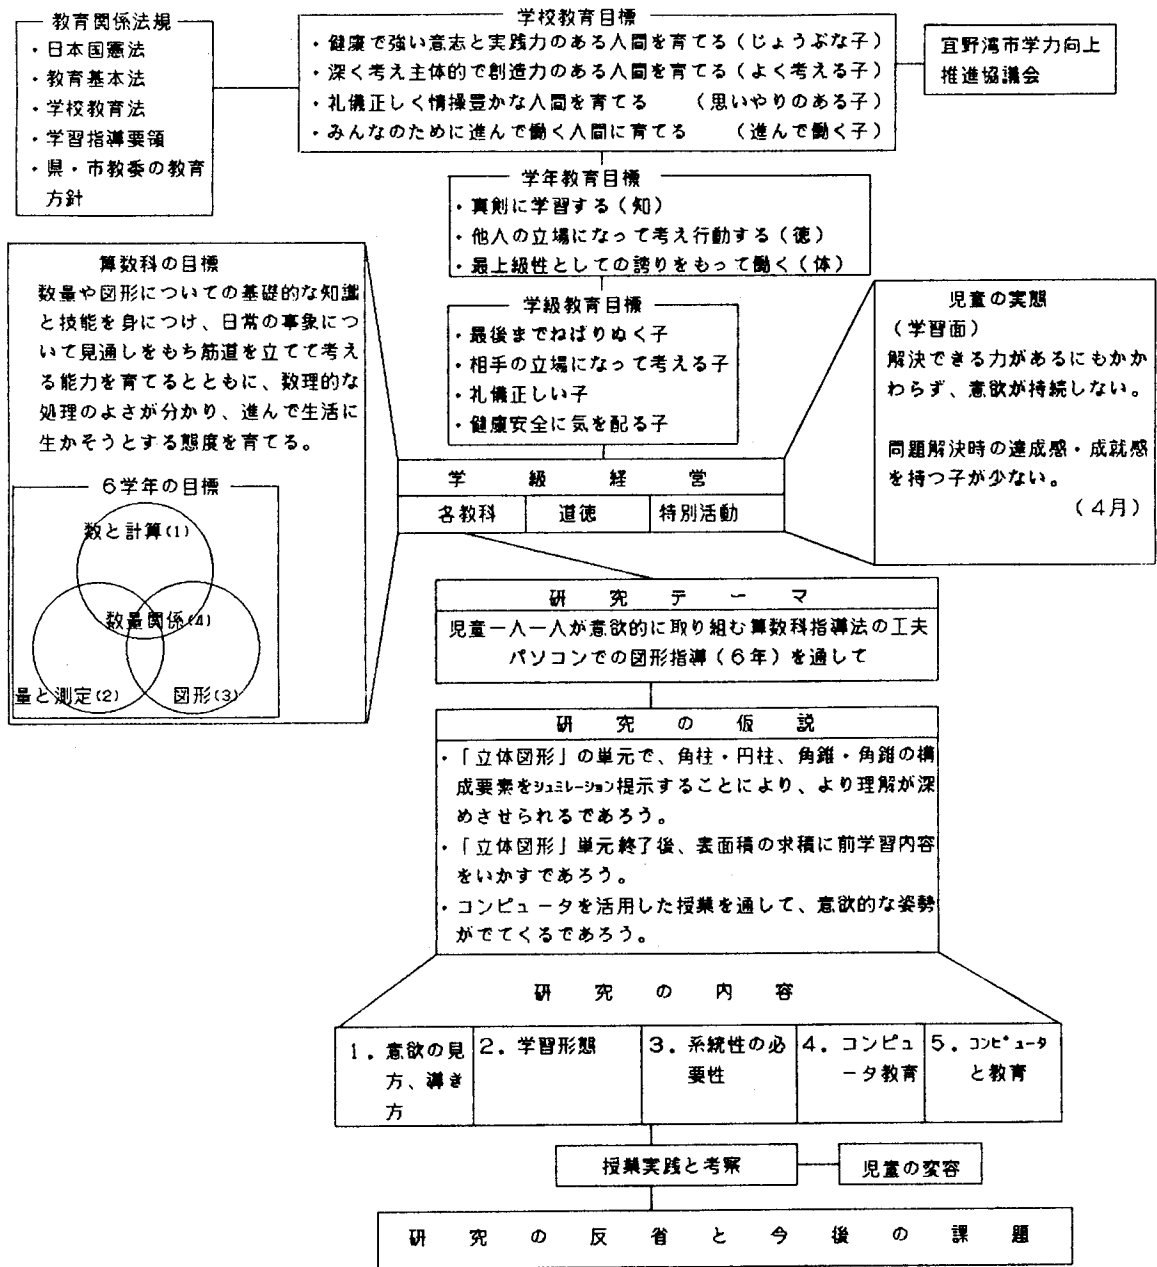 教育関係法規
・日本国憲法
・教育基本法
・学校教育法
・学習指導要領
・県・市教委の教育
方針
学校教育目標
・健康で強い意志と実践力のある人間を育てる(じょうぶな子)
・深く考え主体的で創造力のある人間を育てる(よく考える子)
・礼儀正しく情操豊かな人間を育てる (思いやりのある子)
・みんなのために進んで働く人間に育てる (進んで働く子)
宜野湾市学力向上
推進協議会
学年教育目標
・真剣に学習する(知)
・他人の立場になって考え行動する(徳)
・最上級性としての誇りをもって働く(体)
算数科の目標
数量や図形についての基礎的な知識
と技能を身につけ、日常の事象につ
いて見通しをもち筋道を立てて考え
る能力を育てるとともに、数理的な
処理のよさが分かり、進んで生活に
生かそうとする態度を育てる。
6学年の目標
数と計算(1)
数量関係(4)
量と測定(2)
図形(3)
学級教育目標
・最後までねばりぬく子
・相手の立場になって考える子
・礼儀正しい子
・健康安全に気を配る子
児童の実態
(学習面)
解決できる力があるにもかか
わらず、意欲が持続しない。
問題解決時の達成感・成就感
を持つ子が少ない。
(4月)
学級経営
各教科
道徳
特別活動
研究テーマ
児童一人一人が意欲的に取り組む算数科指導法の工夫
パソコンでの図形指導(6年)を通して
研究の仮説
・「立体図形」の単元で、角柱・円柱、角錐・角錐の構
成要素をシュミレーション提示することにより、より理解が深
めさせられるであろう。
・「立体図形」単元終了後、表面積の求積に前学習内容
をいかすであろう。
・コンピュータを活用した授業を通して、意欲的な姿勢
がでてくるであろう。
研究の内容
1.意欲の見
方、導き
方
2.学習形態
3.系統性の必
要性
4.コンピュ
ータ教育
5.コンピュータ
と教育
授業実践と考察
児童の変容
研究の反省と今後の課題